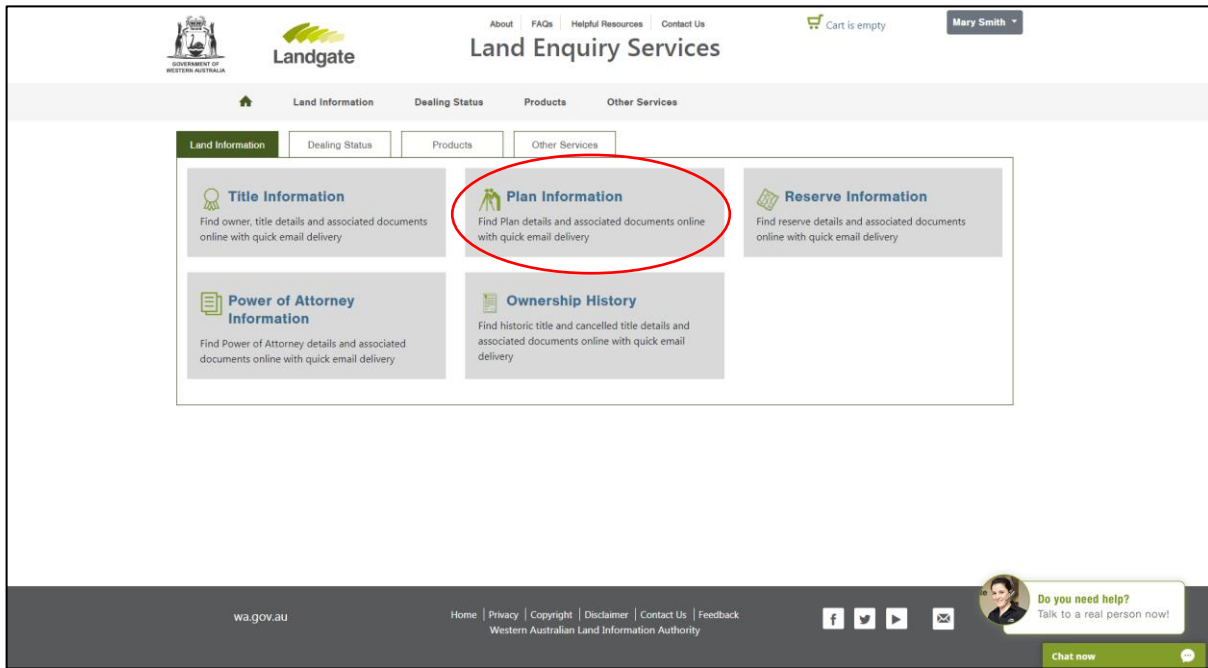 About FAQs Helpful Resources Contact Us
Cart is empty
Mary Smith
GOVERNMENT OF
WESTERN AUSTRALIA
Landgate
Land Enquiry Services
Land Information Dealing Status Products Other Services
Land Information Dealing Status Products Other Services
Title Information
Find owner, title details and associated documents
online with quick email delivery
Plan Information
Find Plan details and associated documents online
with quick email delivery
Reserve Information
Find reserve details and associated documents
online with quick email delivery
Power of Attorney
Information
Find Power of Attorney details and associated
documents online with quick email delivery
Ownership History
Find historic title and cancelled title details and
associated documents online with quick email
delivery
wa.gov.au
Home | Privacy | Copyright | Disclaimer | Contact Us | Feedback
Western Australian Land Information Authority
Do you need help?
Talk to a real person now!
Chat now